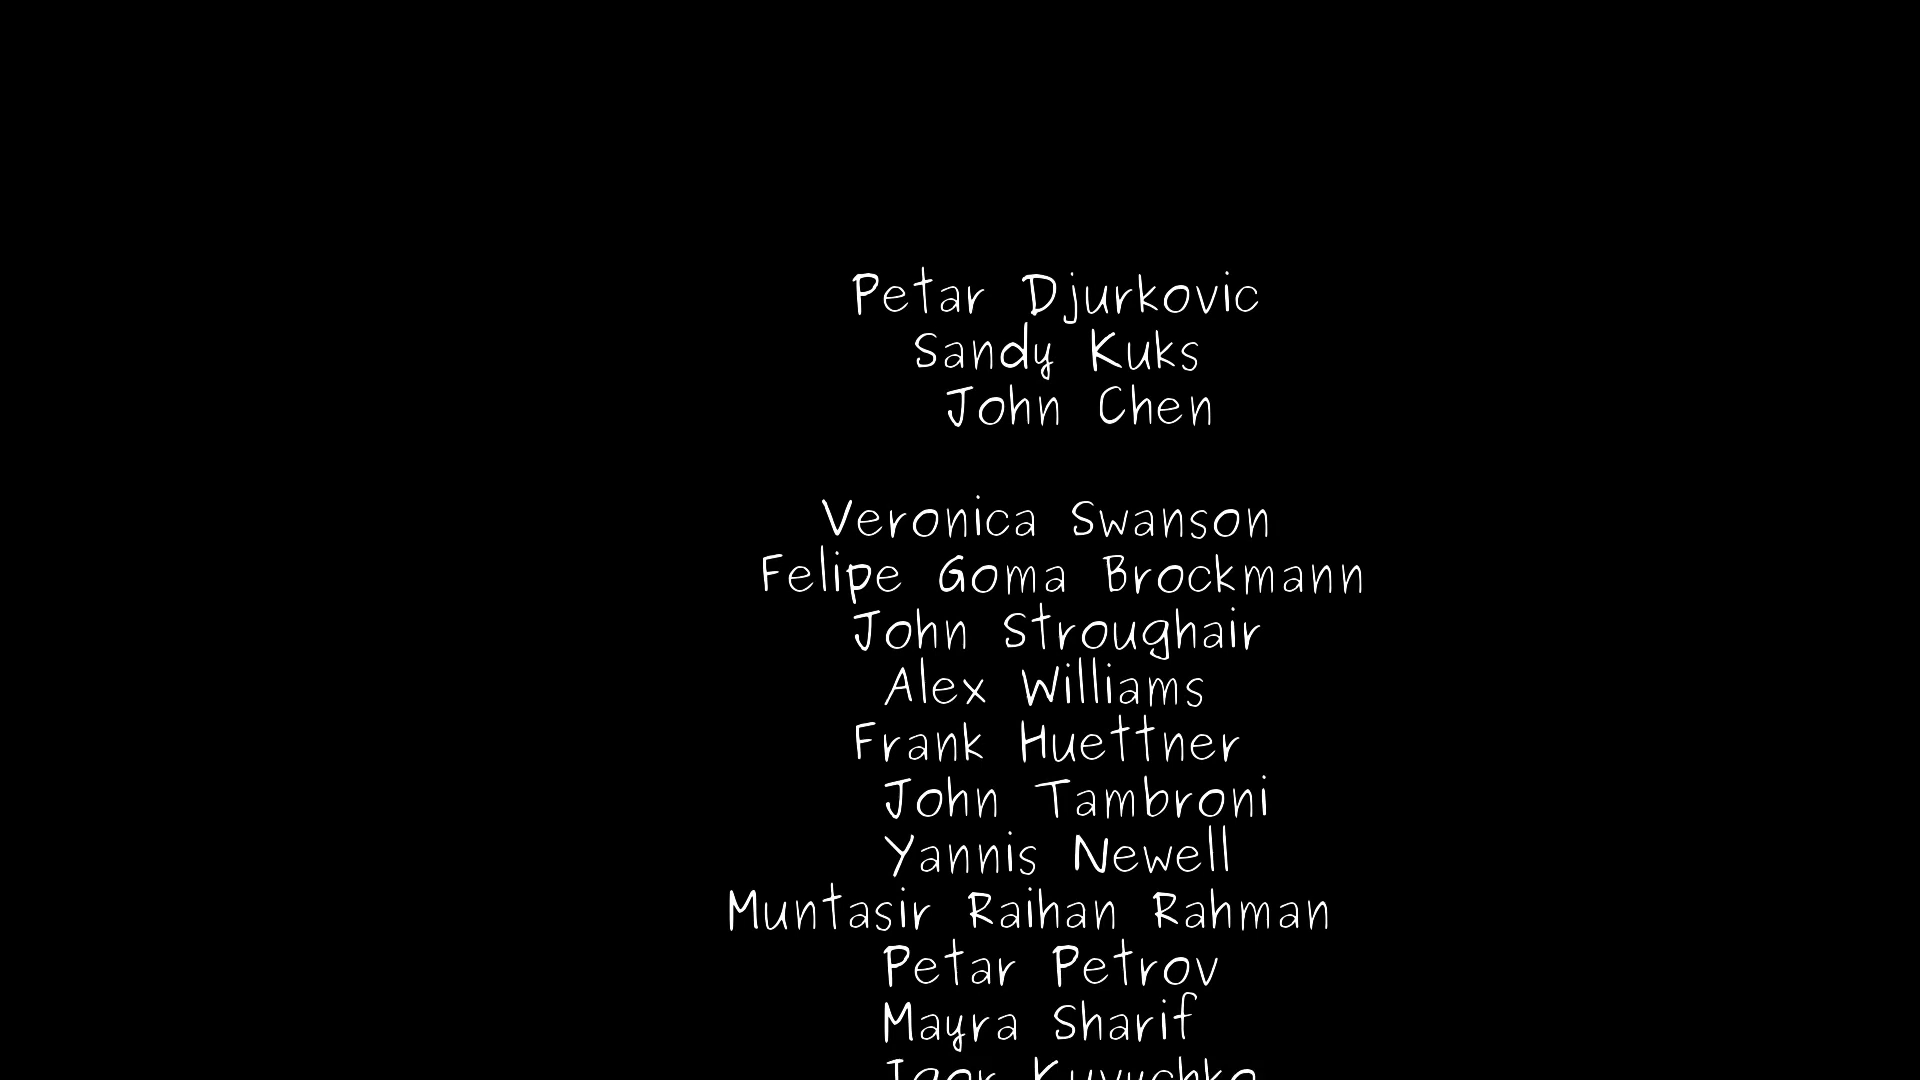 Petar Djurkovic
Sandy Kuks
John Chen
Veronica Swanson
Felipe Goma Brockmann
John Stroughair
Alex Williams
Frank Huettner
John Tambroni
Yannis Newell
Muntasir Raihan Rahman
Petar Petrov
Mayra Sharif
Igor